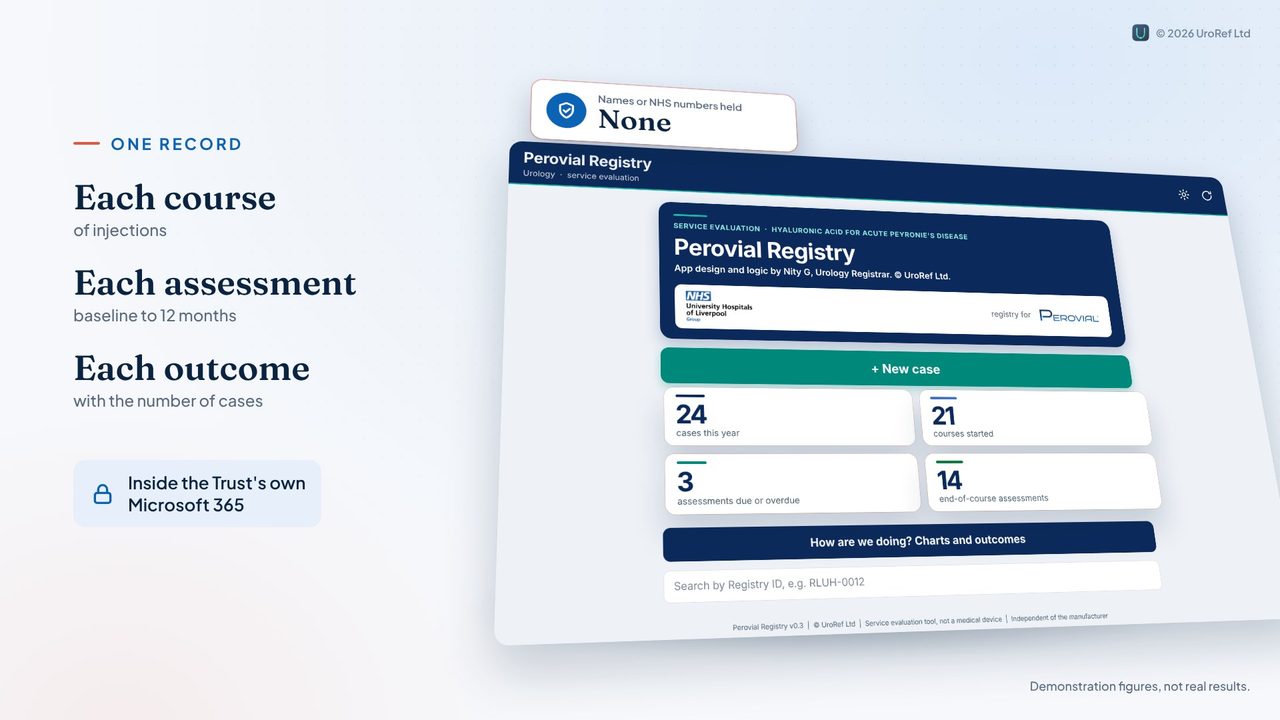 © 2026 UroRef Ltd
ONE RECORD
Each course
of injections
Each assessment
baseline to 12 months
Each outcome
with the number of cases
Inside the Trust's own
Microsoft 365
Names or NHS numbers held
None
Perovial Registry
Urology · service evaluation
SERVICE EVALUATION · HYALURONIC ACID FOR ACUTE PEYRONIE'S DISEASE
Perovial Registry
App design and logic by Nity G, Urology Registrar. © UroRef Ltd.
NHS
University Hospitals
of Liverpool
Group
registry for PEROVIAL
+ New case
24
cases this year
21
courses started
3
assessments due or overdue
14
end-of-course assessments
How are we doing? Charts and outcomes
Search by Registry ID, e.g. RLUH-0012
Perovial Registry v0.3 | © UroRef Ltd | Service evaluation tool, not a medical device | Independent of the manufacturer
Demonstration figures, not real results.